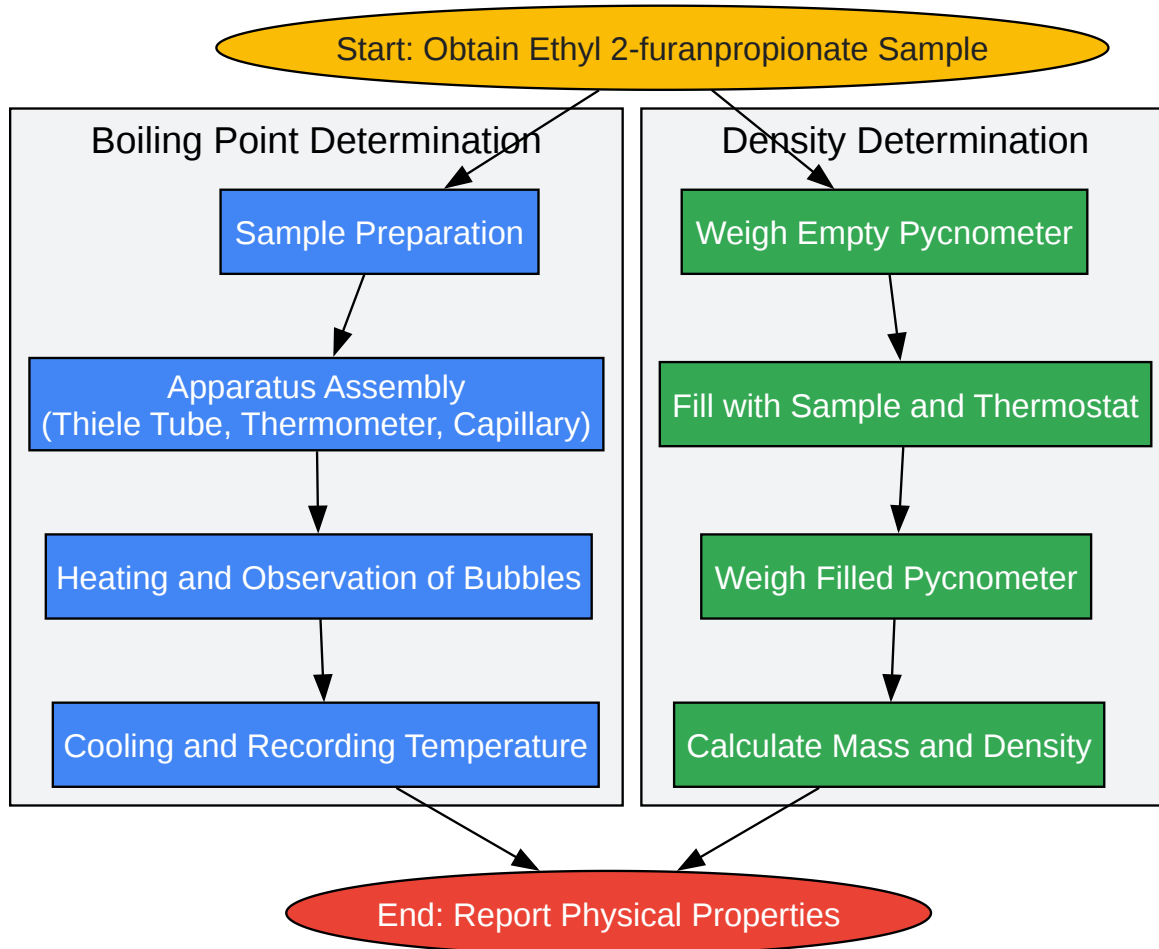 Start: Obtain Ethyl 2-furanpropionate Sample
Boiling Point Determination
Sample Preparation
Apparatus Assembly
(Thiele Tube, Thermometer, Capillary)
Heating and Observation of Bubbles
Cooling and Recording Temperature
Density Determination
Weigh Empty Pycnometer
Fill with Sample and Thermostat
Weigh Filled Pycnometer
Calculate Mass and Density
End: Report Physical Properties